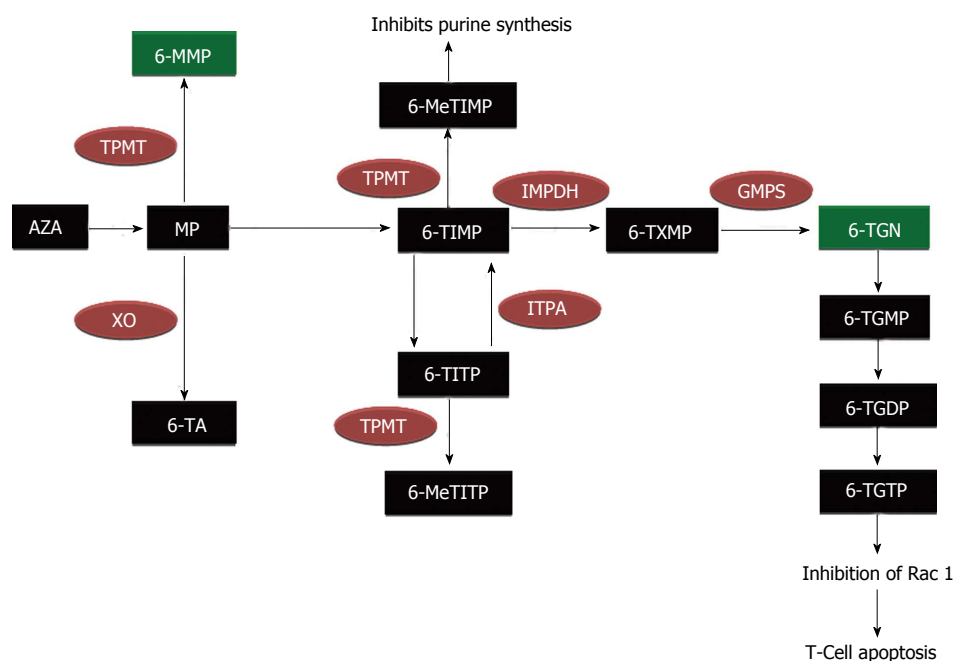 Inhibits purine synthesis
6-MMP
6-MeTIMP
TPMT
TPMT
IMPDH
GMPS
AZA
MP
6-TIMP
6-TXMP
6-TGN
XO
ITPA
6-TGMP
6-TITP
6-TA
TPMT
6-TGDP
6-MeTITP
6-TGTP
Inhibition of Rac 1
T-Cell apoptosis